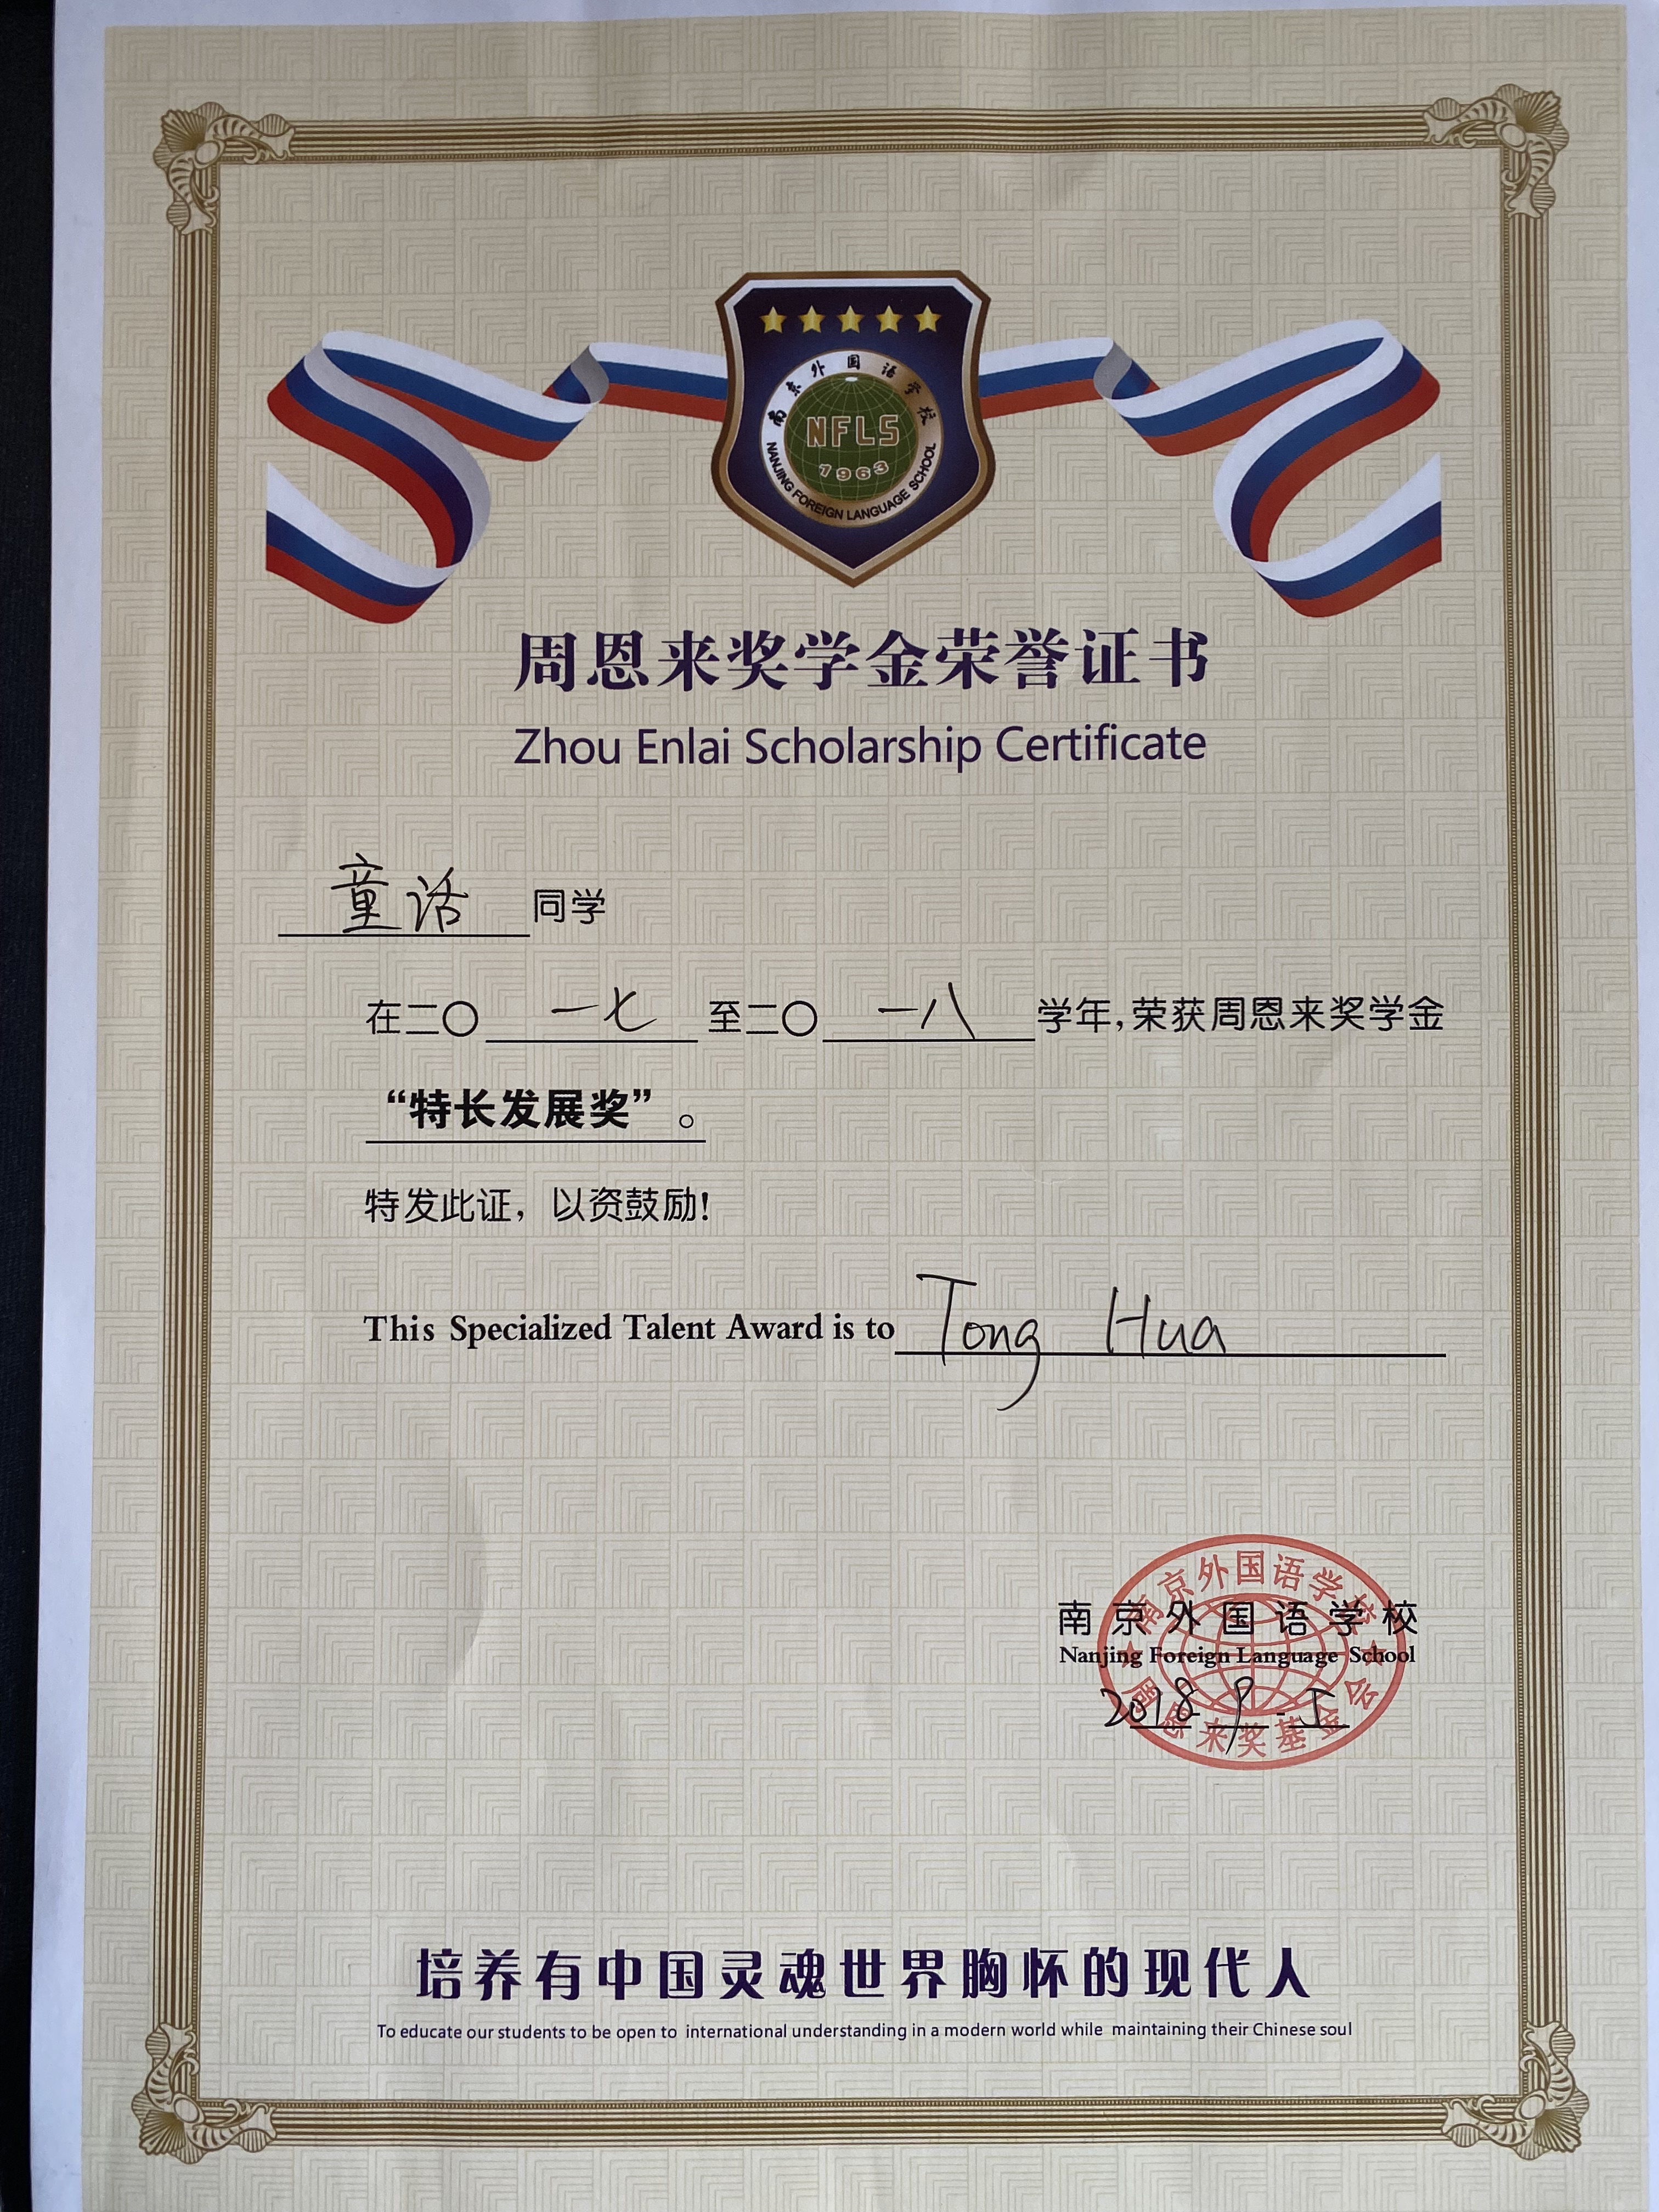 南京外国语学校
NFLS
1963
NANJING FOREIGN LANGUAGE SCHOOL
周恩来奖学金荣誉证书
Zhou Enlai Scholarship Certificate
童话 同学
在二〇 一七 至二〇 一八 学年,荣获周恩来奖学金
“特长发展奖”。
特发此证，以资鼓励!
This Specialized Talent Award is to Tong Hua
南京外国语学校
南京外国语学校
Nanjing Foreign Language School
2018-9-
周恩来奖基金会
培养有中国灵魂世界胸怀的现代人
To educate our students to be open to international understanding in a modern world while maintaining their Chinese soul